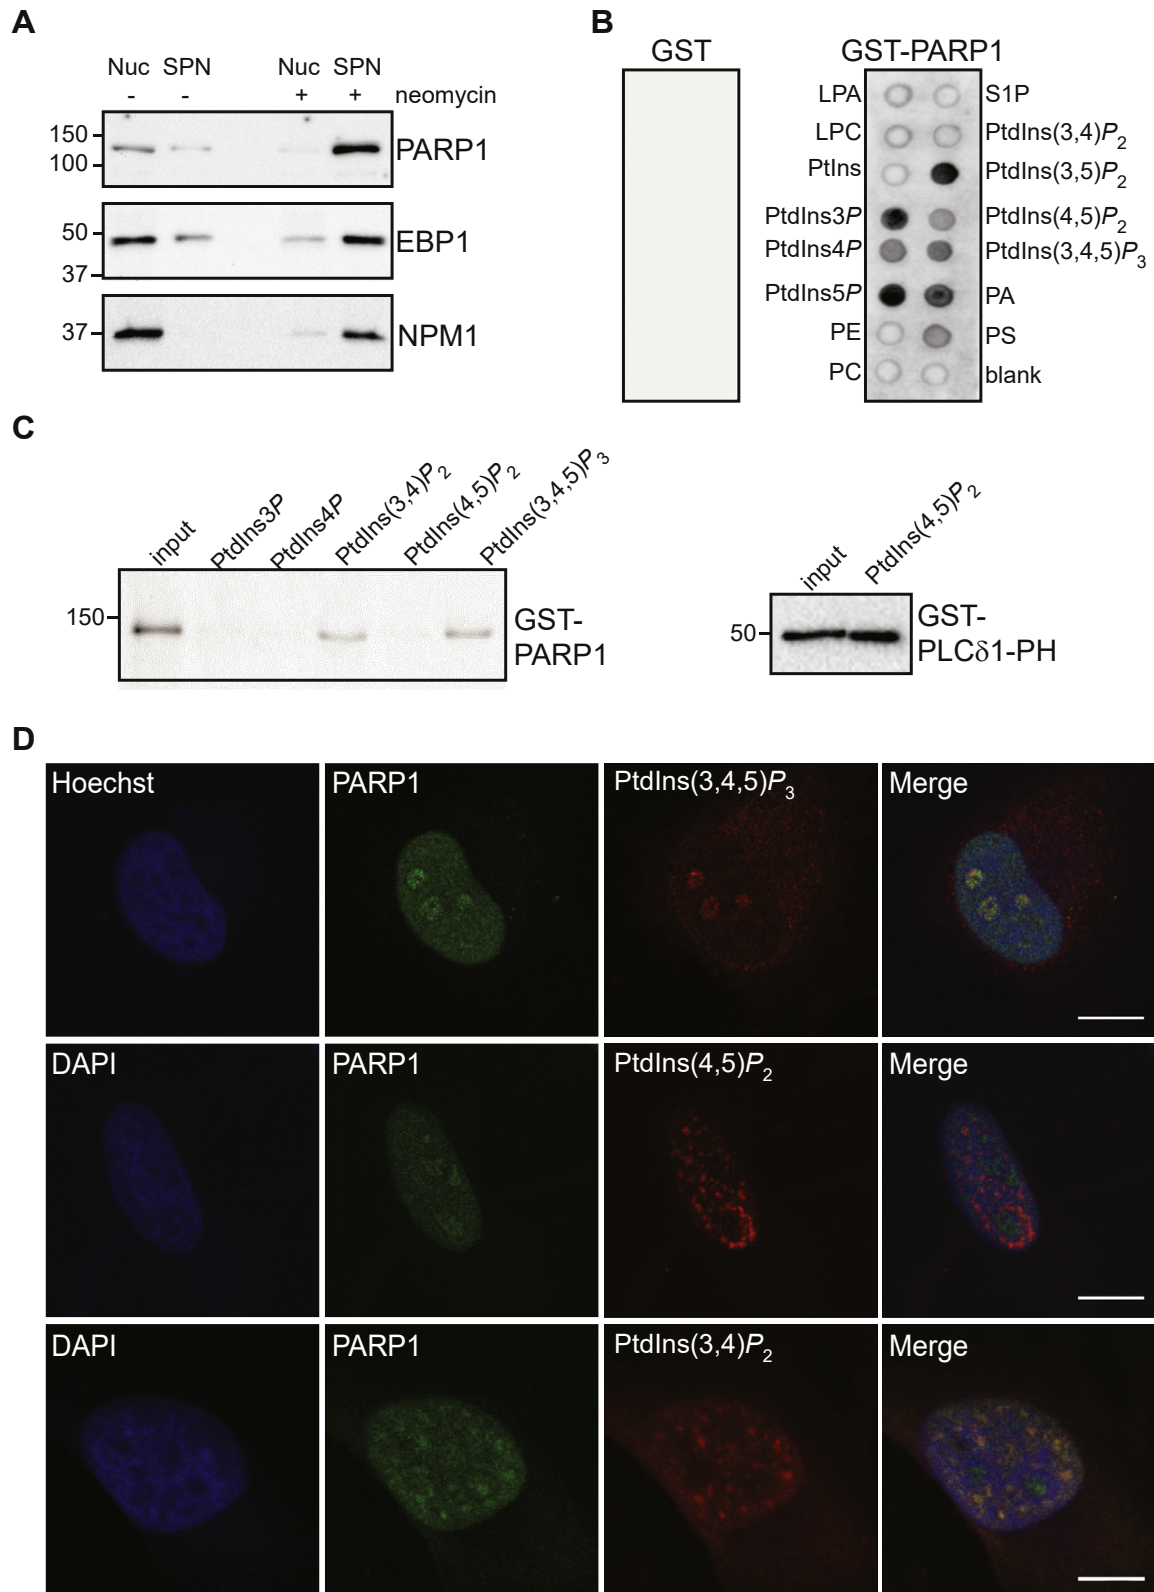 A
Nuc SPN Nuc SPN
- - + + neomycin
150
100
PARP1
50
37
EBP1
37
NPM1
B
GST
GST-PARP1
LPA S1P
LPC PtdIns(3,4)P2
PtIns PtdIns(3,5)P2
PtdIns3P PtdIns(4,5)P2
PtdIns4P PtdIns(3,4,5)P3
PtdIns5P PA
PE PS
PC blank
C
input PtdIns3P PtdIns4P PtdIns(3,4)P2 PtdIns(4,5)P2 PtdIns(3,4,5)P3
150
GST-
PARP1
input PtdIns(4,5)P2
50
GST-
PLCδ1-PH
D
Hoechst PARP1 PtdIns(3,4,5)P3 Merge
DAPI PARP1 PtdIns(4,5)P2 Merge
DAPI PARP1 PtdIns(3,4)P2 Merge